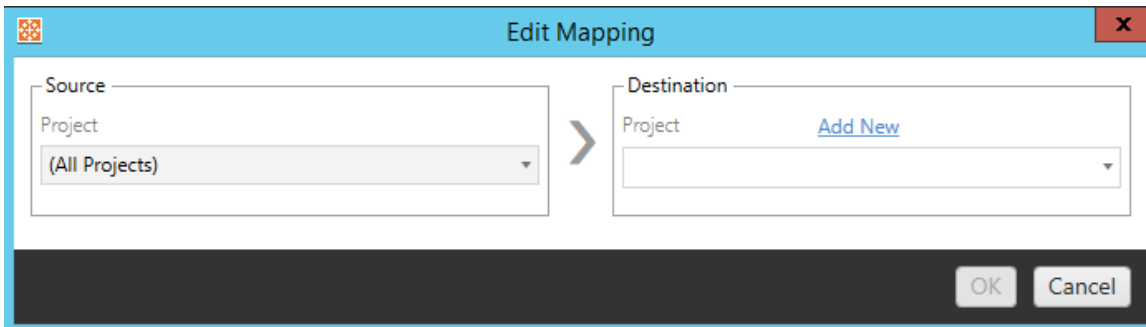 Edit Mapping
x
Source
Project
(All Projects)
Destination
Project Add New
OK Cancel